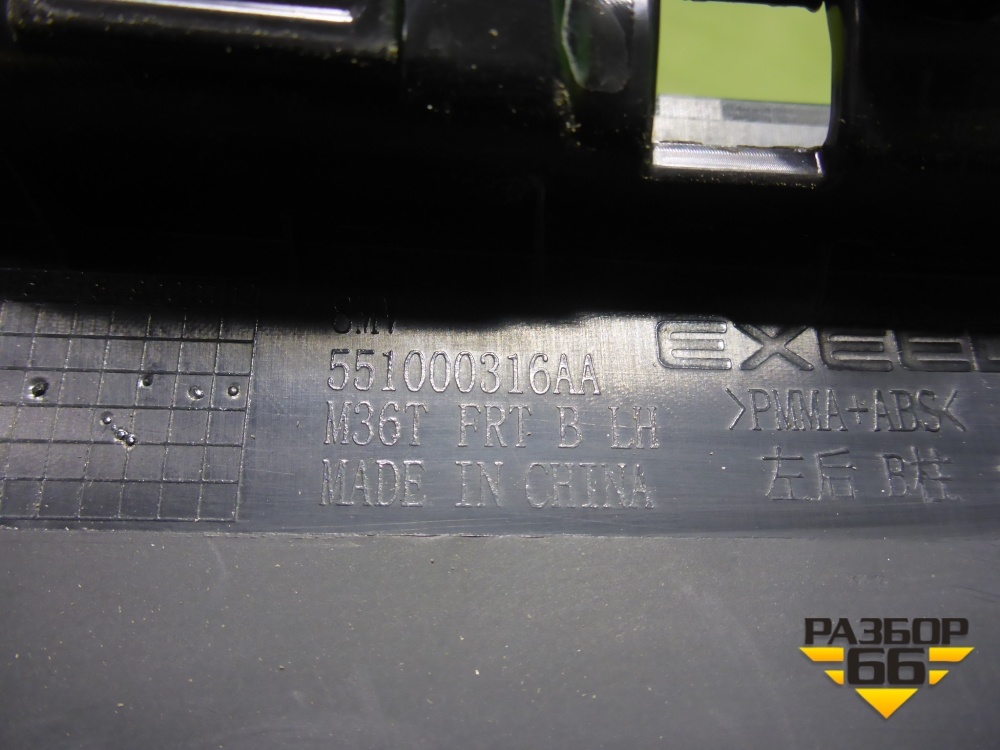 551000316AA
M36T FRT B LH
MADE IN CHINA
>PMMA+ABS<
左后 B柱
РАЗБОР
66